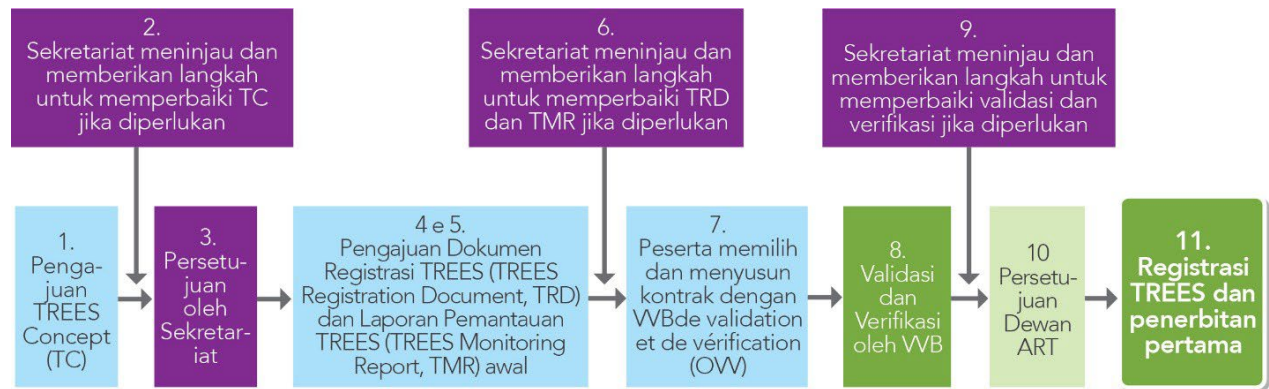 2.
Sekretariat meninjau dan
memberikan langkah
untuk memperbaiki TC
jika diperlukan
6.
Sekretariat meninjau dan
memberikan langkah
untuk memperbaiki TRD
dan TMR jika diperlukan
9.
Sekretariat meninjau dan
memberikan langkah untuk
memperbaiki validasi dan
verifikasi jika diperlukan
1.
Penga-
juan
TREES
Concept
(TC)
3.
Persetu-
juan
oleh
Sekretar-
iat
4 e 5.
Pengajuan Dokumen
Registrasi TREES (TREES
Registration Document, TRD)
dan Laporan Pemantauan
TREES (TREES Monitoring
Report, TMR) awal
7.
Peserta memilih
dan menyusun
kontrak dengan
VVBde validation
et de vérification
(OVV)
8.
Validasi
dan
Verifikasi
oleh VVB
10
Persetu-
juan
Dewan
ART
11.
Registrasi
TREES dan
penerbitan
pertama